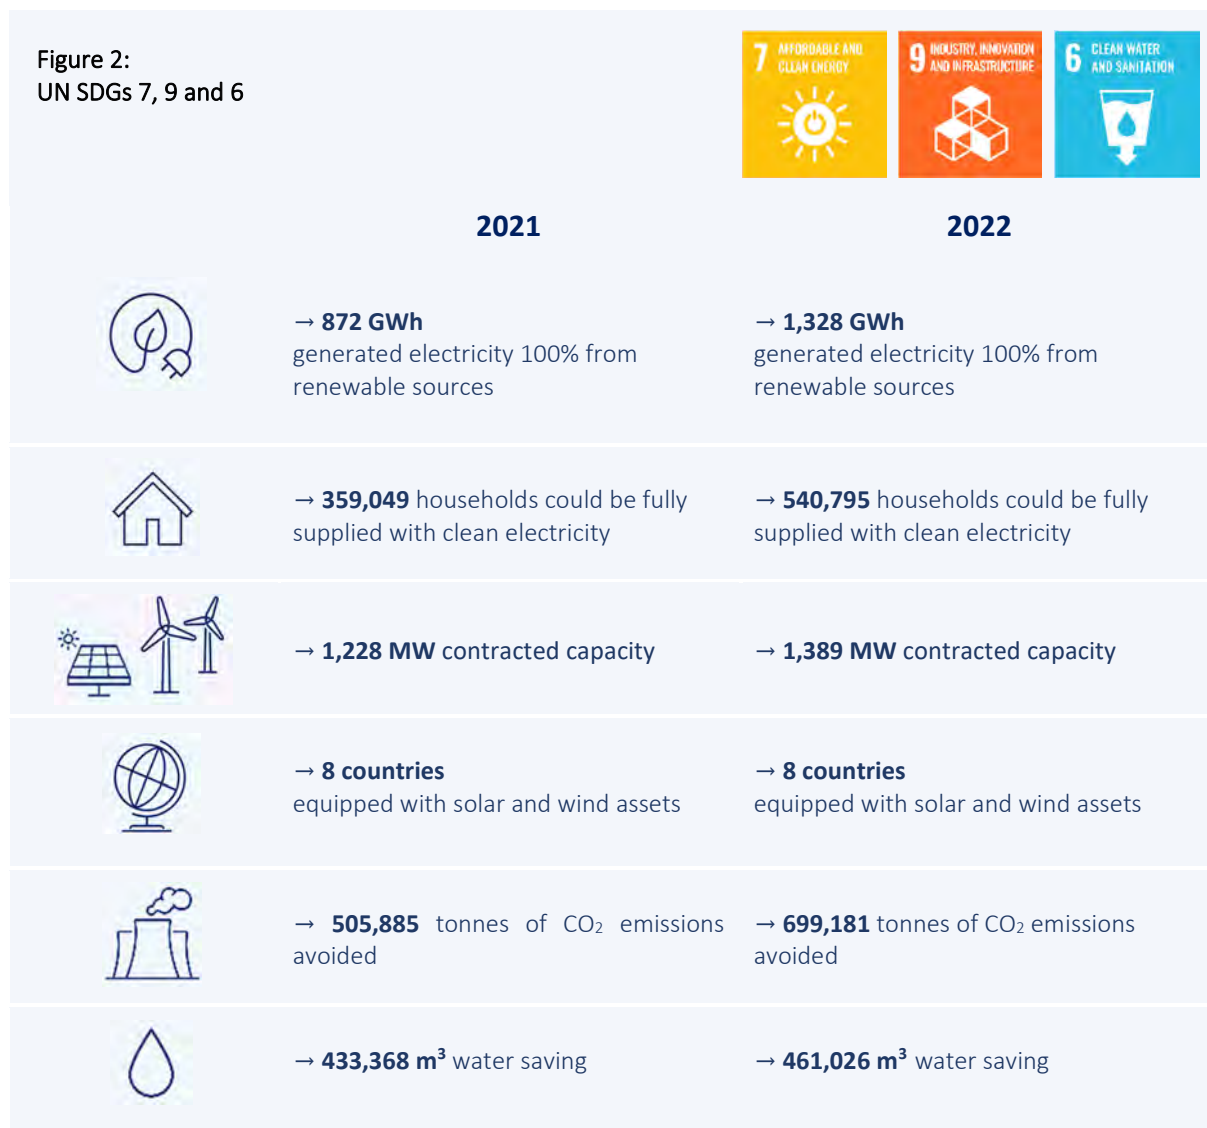 Figure 2:
UN SDGs 7, 9 and 6
7 AFFORDABLE AND
CLEAN ENERGY
9 INDUSTRY, INNOVATION
AND INFRASTRUCTURE
6 CLEAN WATER
AND SANITATION
2021
2022
→ 872 GWh
generated electricity 100% from
renewable sources
→ 1,328 GWh
generated electricity 100% from
renewable sources
→ 359,049 households could be fully
supplied with clean electricity
→ 540,795 households could be fully
supplied with clean electricity
→ 1,228 MW contracted capacity
→ 1,389 MW contracted capacity
→ 8 countries
equipped with solar and wind assets
→ 8 countries
equipped with solar and wind assets
→ 505,885 tonnes of CO₂ emissions
avoided
→ 699,181 tonnes of CO₂ emissions
avoided
→ 433,368 m³ water saving
→ 461,026 m³ water saving